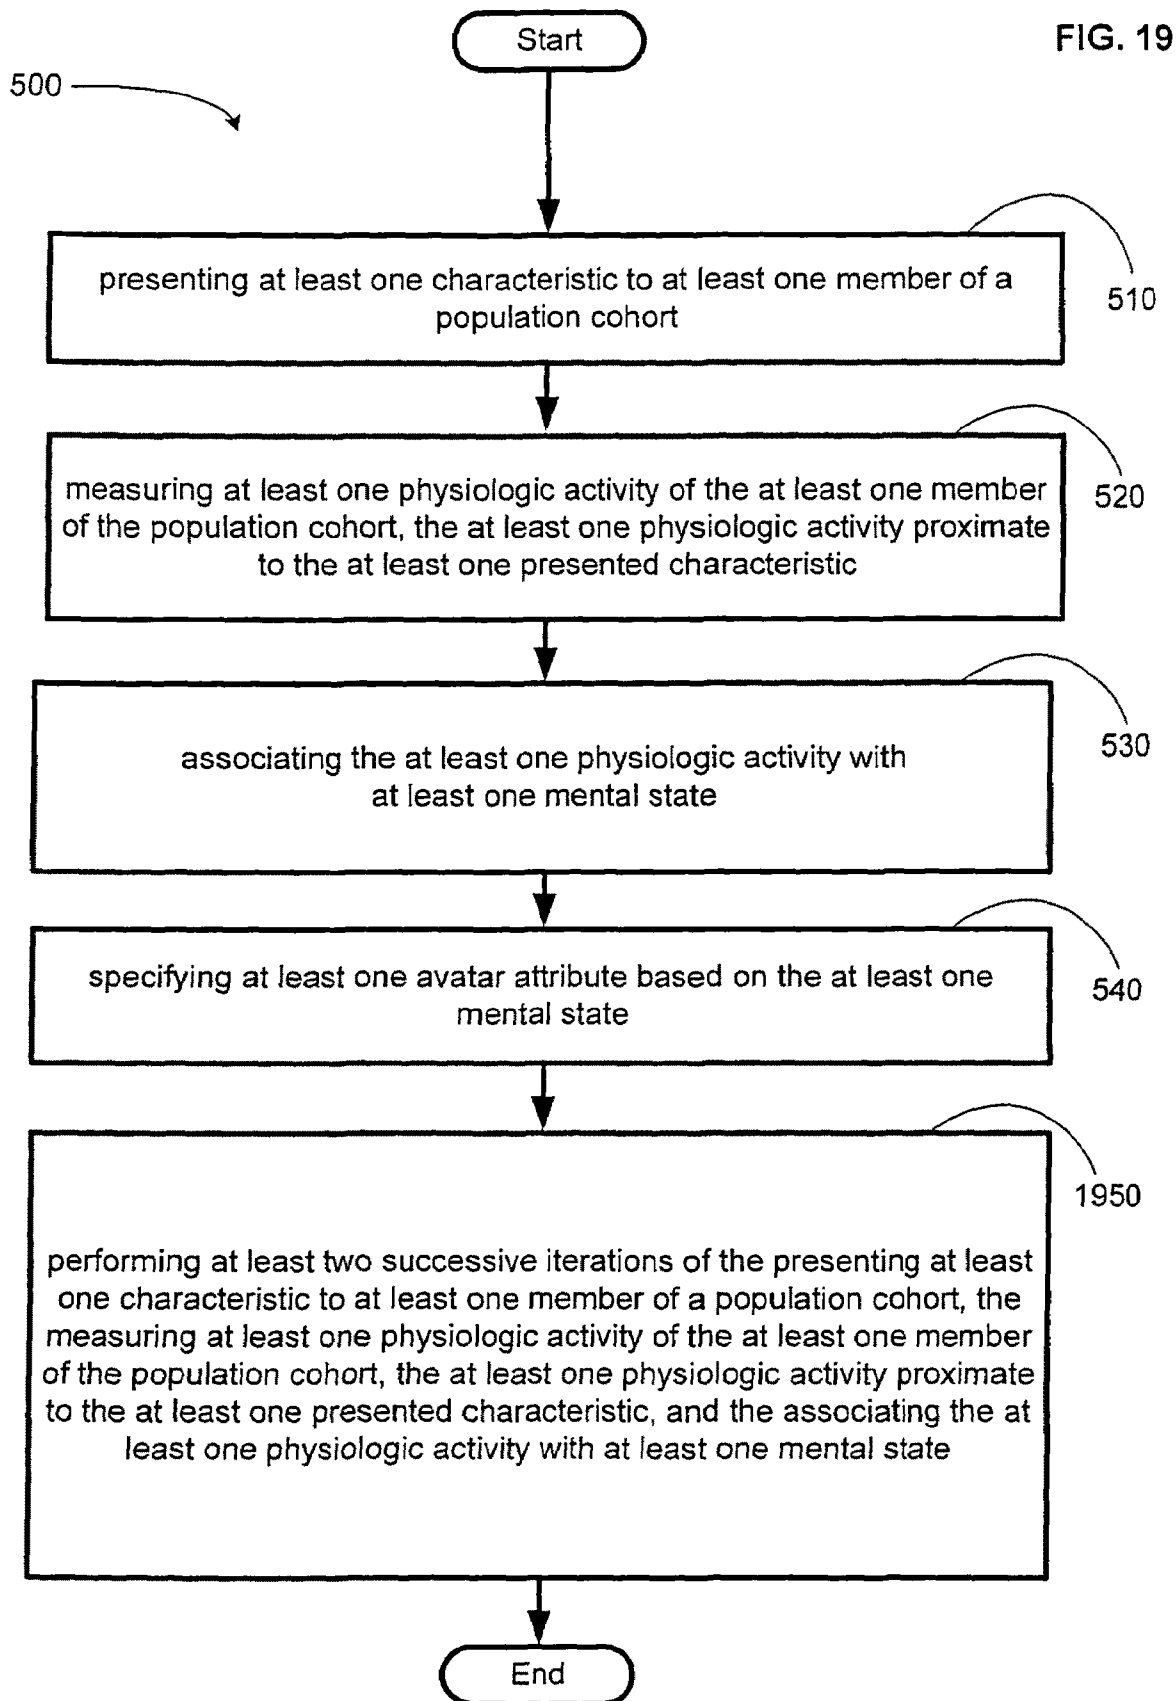 Start
FIG. 19
500
presenting at least one characteristic to at least one member of a
population cohort
510
measuring at least one physiologic activity of the at least one member
of the population cohort, the at least one physiologic activity proximate
to the at least one presented characteristic
520
associating the at least one physiologic activity with
at least one mental state
530
specifying at least one avatar attribute based on the at least one
mental state
540
performing at least two successive iterations of the presenting at least
one characteristic to at least one member of a population cohort, the
measuring at least one physiologic activity of the at least one member
of the population cohort, the at least one physiologic activity proximate
to the at least one presented characteristic, and the associating the at
least one physiologic activity with at least one mental state
1950
End